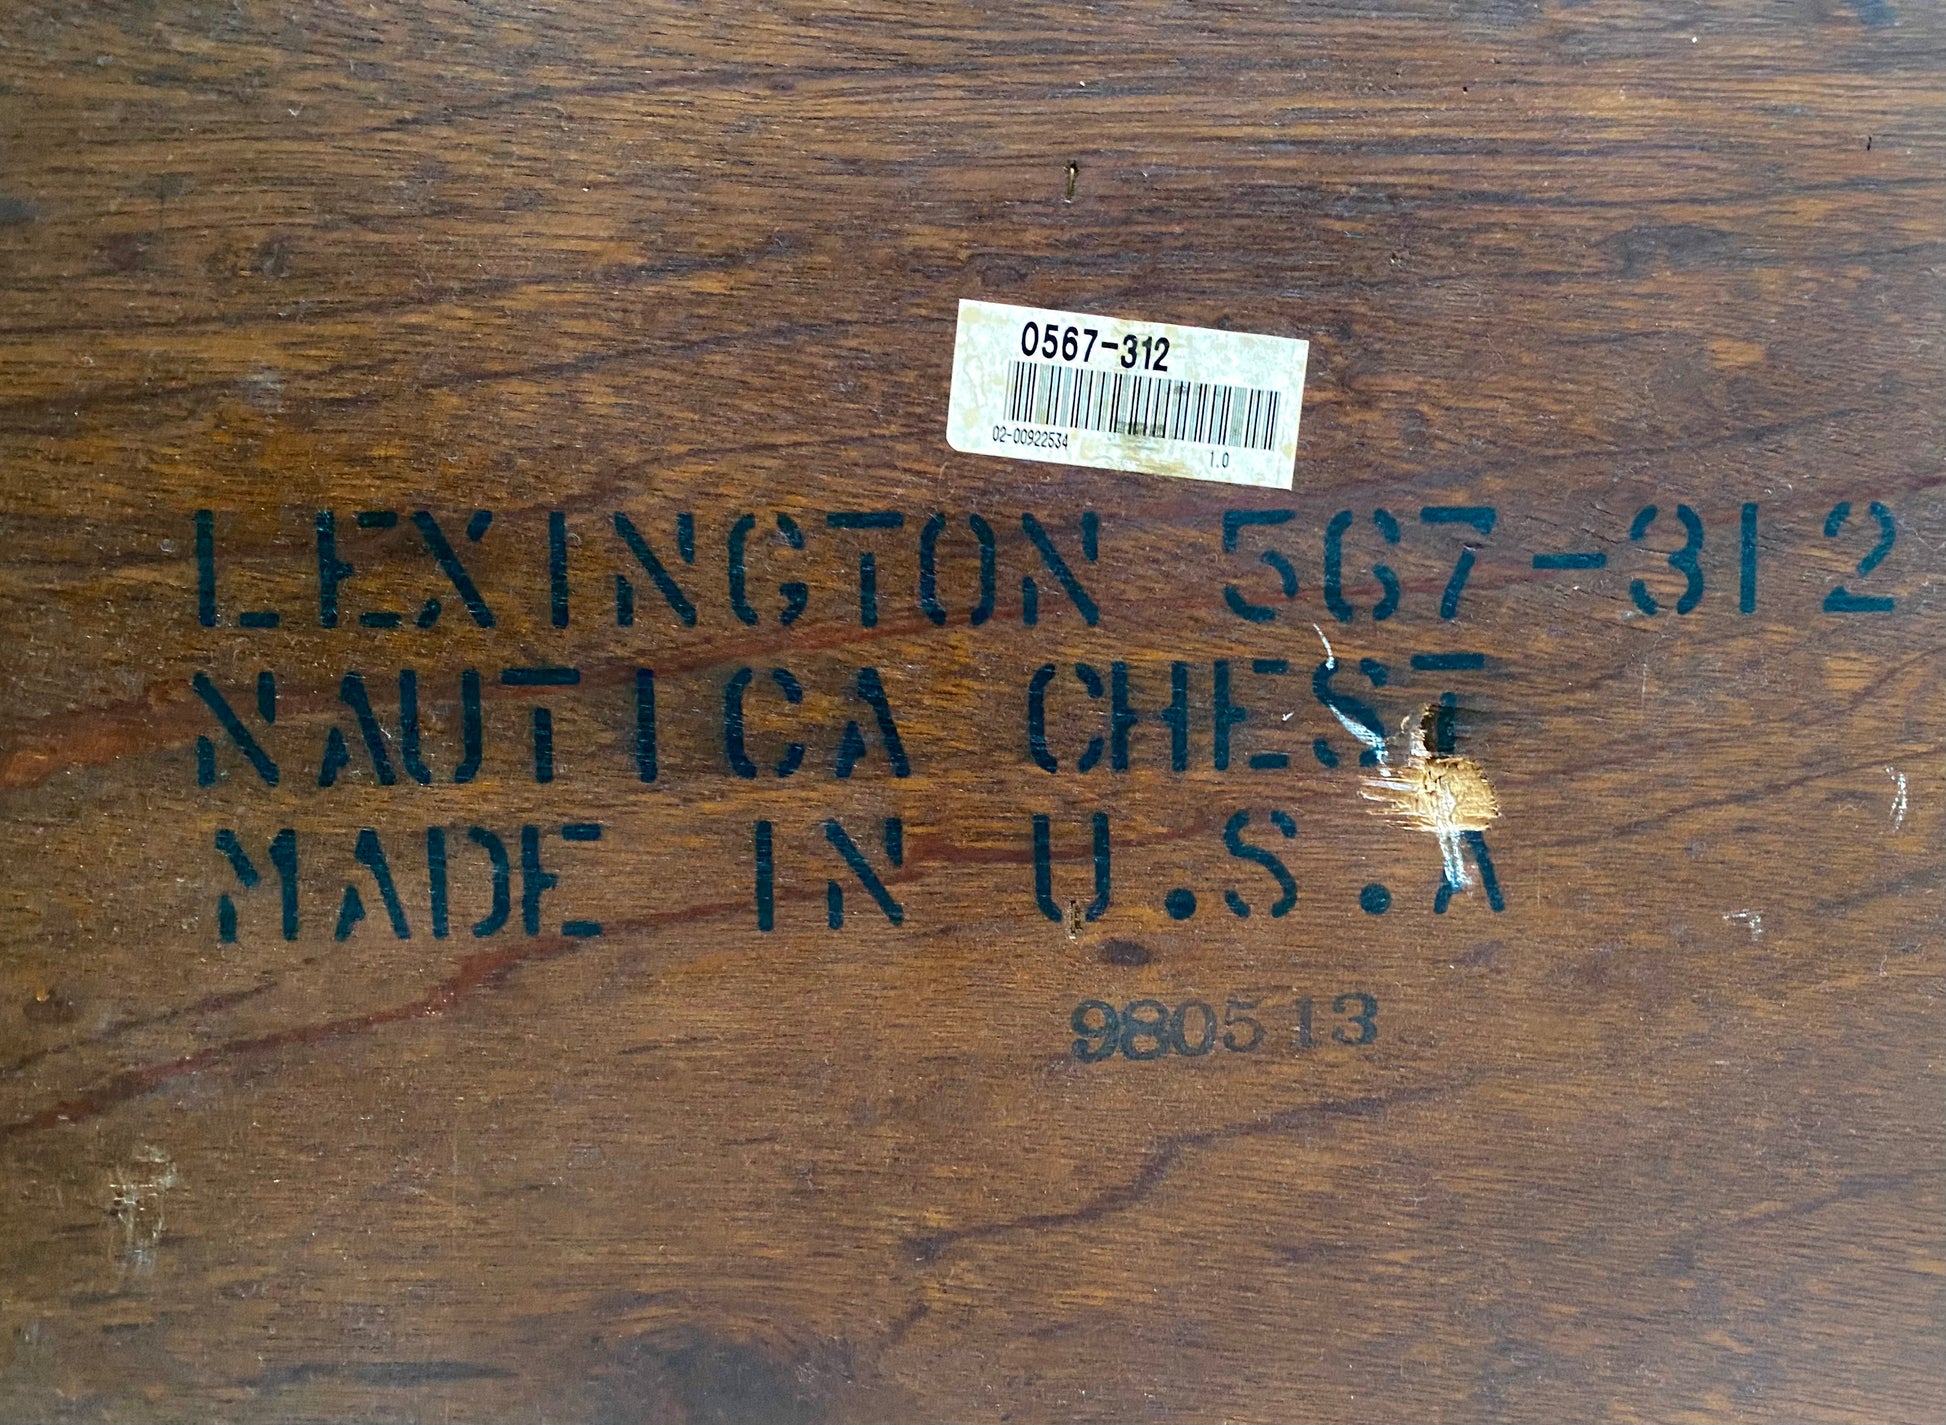 0567-312
02-00922534
1.0
LEXINGTON 567-312
NAUTICA CHEST
MADE IN U.S.A
980513